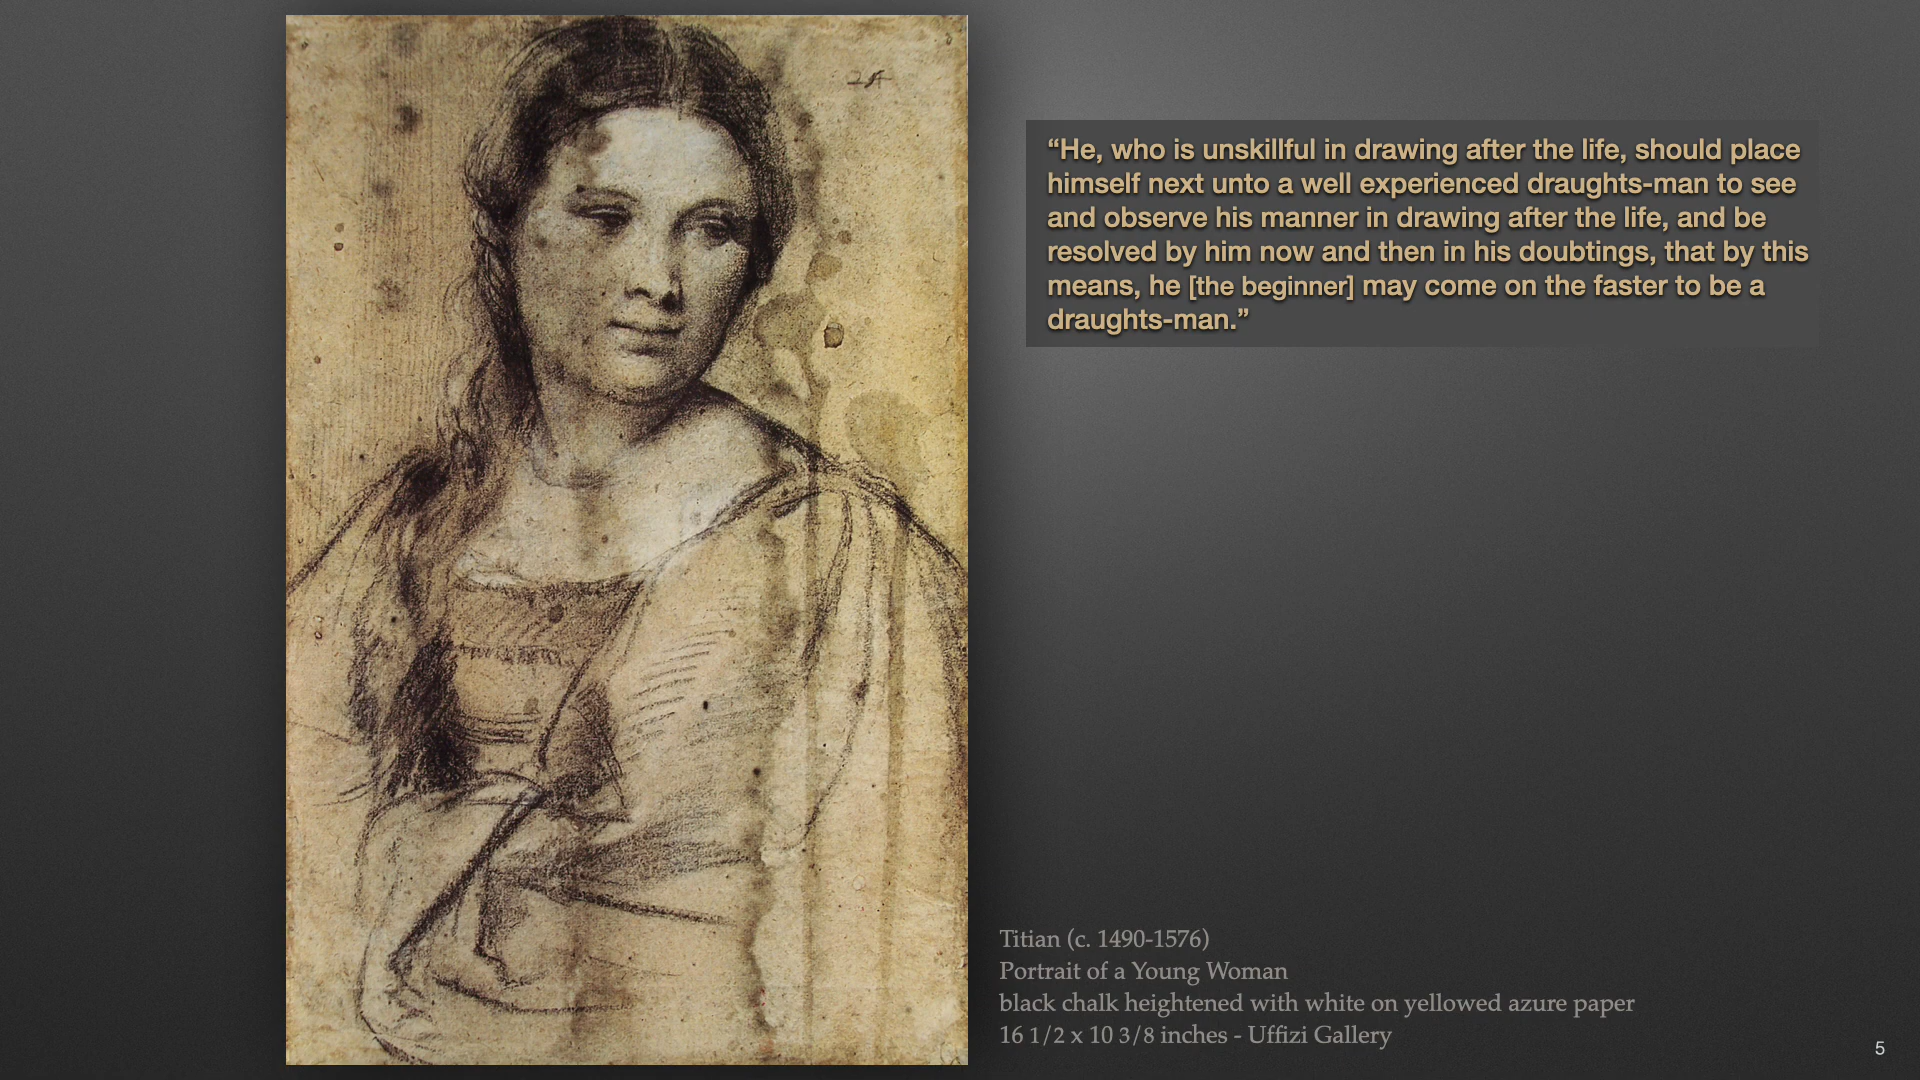 “He, who is unskillful in drawing after the life, should place
himself next unto a well experienced draughts-man to see
and observe his manner in drawing after the life, and be
resolved by him now and then in his doubtings, that by this
means, he [the beginner] may come on the faster to be a
draughts-man.”
Titian (c. 1490-1576)
Portrait of a Young Woman
black chalk heightened with white on yellowed azure paper
16 1/2 x 10 3/8 inches - Uffizi Gallery
5